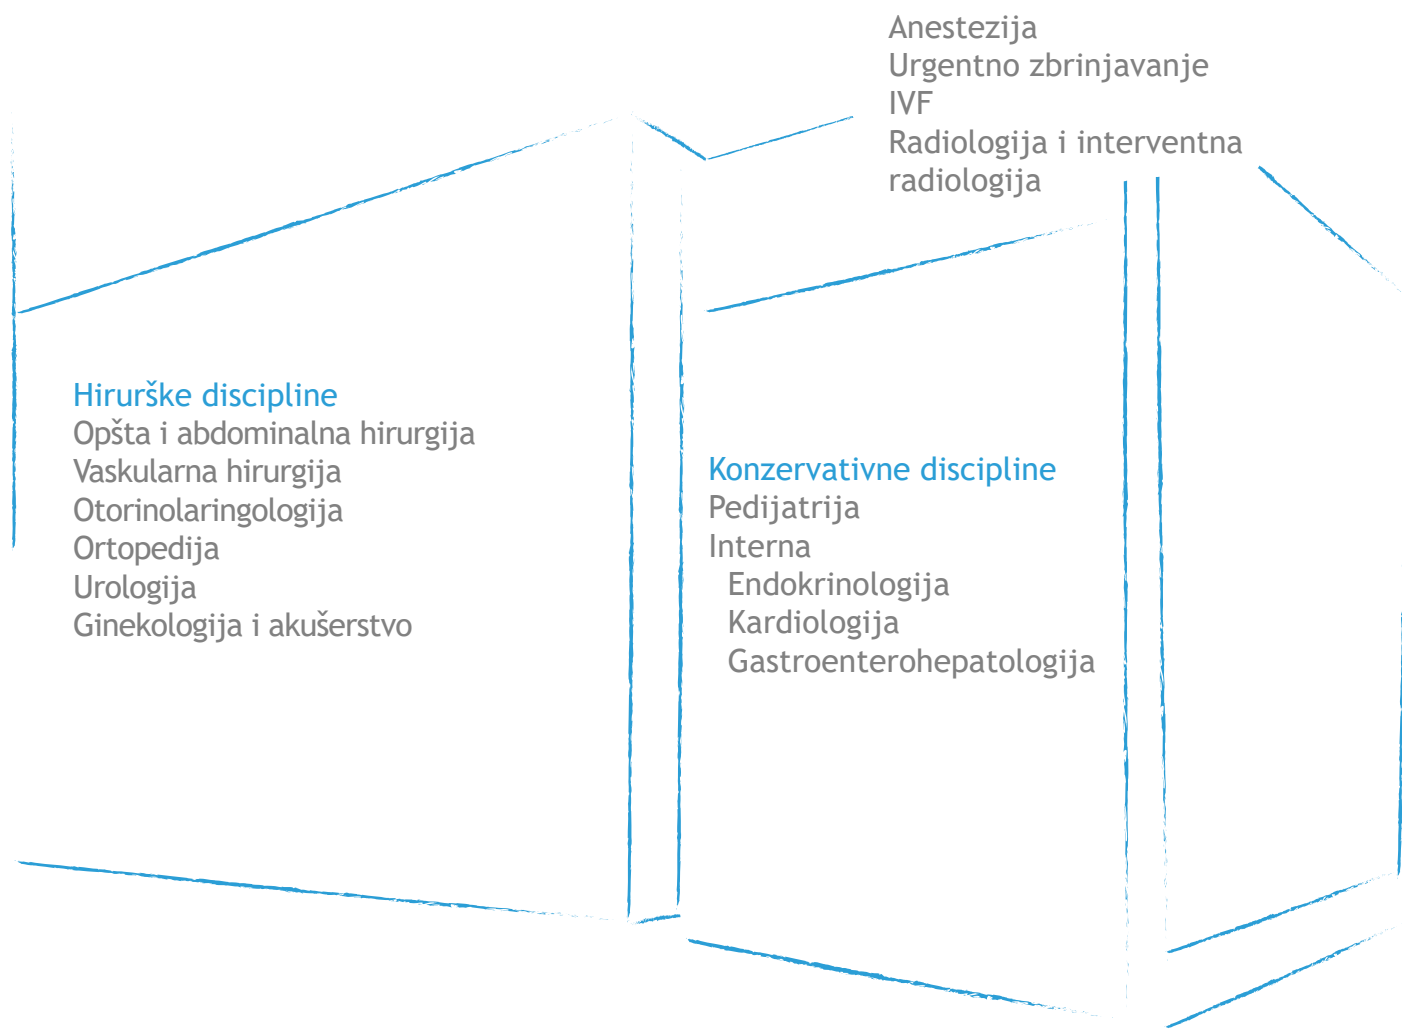 Anestezija
Urgentno zbrinjavanje
IVF
Radiologija i interventna
radiologija
Hirurške discipline
Opšta i abdominalna hirurgija
Vaskularna hirurgija
Otorinolaringologija
Ortopedija
Urologija
Ginekologija i akušerstvo
Konzervativne discipline
Pedijatrija
Interna
Endokrinologija
Kardiologija
Gastroenterohepatologija